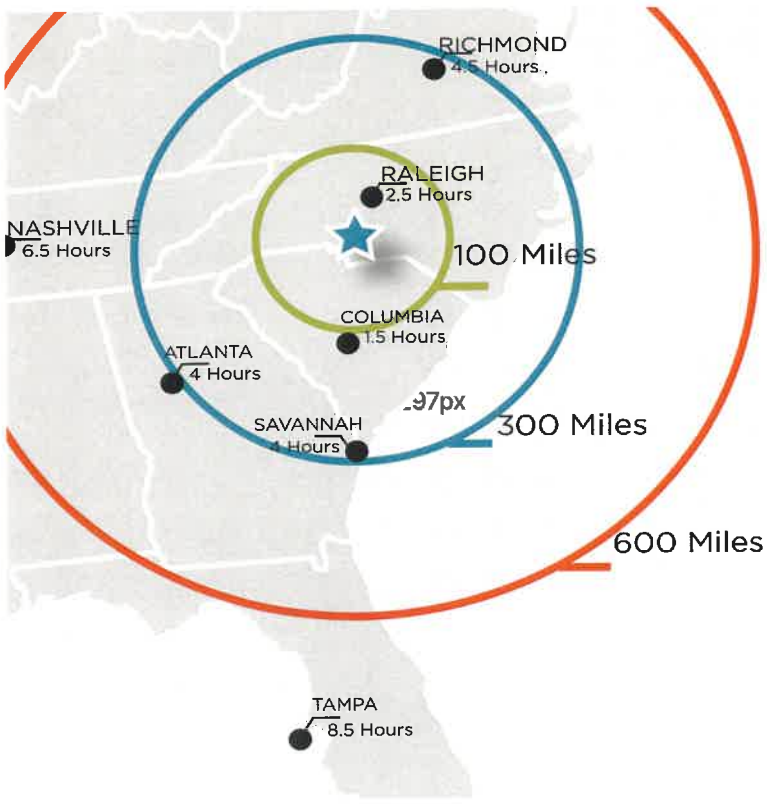 RICHMOND
4.5 Hours
RALEIGH
2.5 Hours
NASHVILLE
6.5 Hours
100 Miles
COLUMBIA
1.5 Hours
ATLANTA
4 Hours
97px
SAVANNAH
4 Hours
300 Miles
600 Miles
TAMPA
8.5 Hours